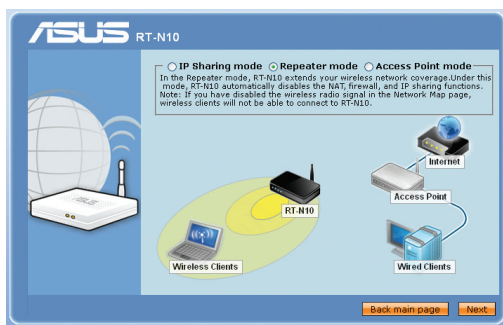 ASUS RT-N10
IP Sharing mode Repeater mode Access Point mode
In the Repeater mode, RT-N10 extends your wireless network coverage.Under this
mode, RT-N10 automatically disables the NAT, firewall, and IP sharing functions.
Note: If you have disabled the wireless radio signal in the Network Map page,
wireless clients will not be able to connect to RT-N10.
Internet
Access Point
RT-N10
Wireless Clients
Wired Clients
Back main page Next